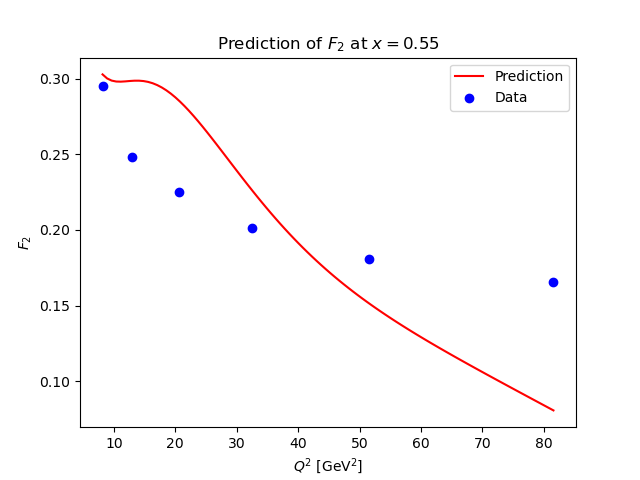 Prediction of F₂ at x = 0.55
Prediction
Data
F₂
0.30
0.25
0.20
0.15
0.10
10 20 30 40 50 60 70 80
Q² [GeV²]